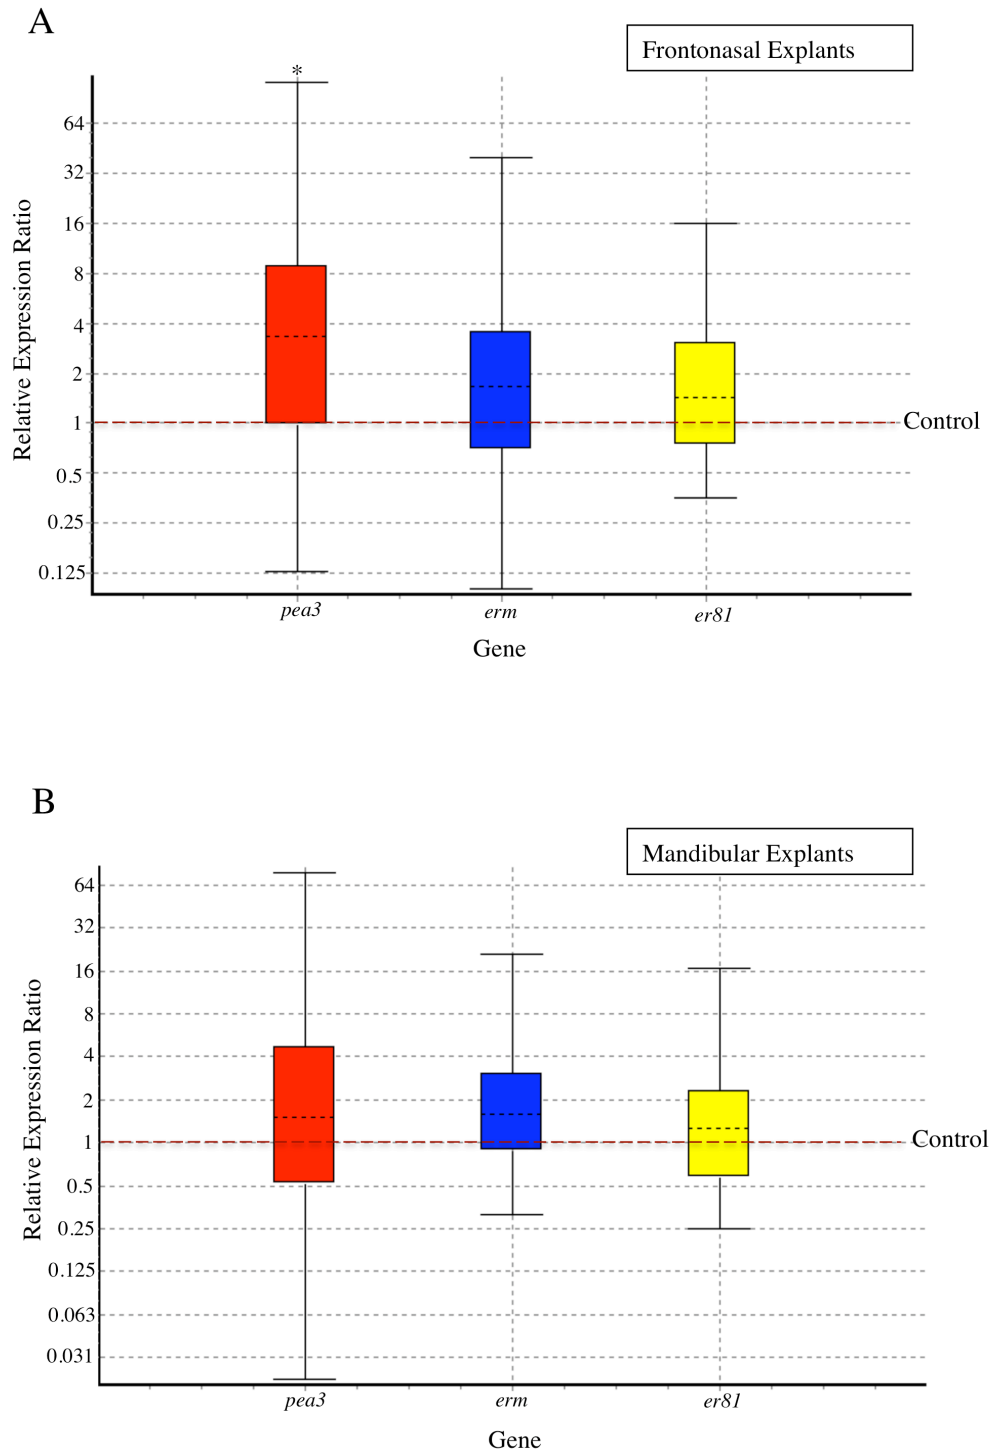 A
Frontonasal Explants
*
64
32
16
8
4
2
1
0.5
0.25
0.125
Relative Expression Ratio
Control
pea3 erm er81
Gene
B
Mandibular Explants
64
32
16
8
4
2
1
0.5
0.25
0.125
0.063
0.031
Relative Expression Ratio
Control
pea3 erm er81
Gene